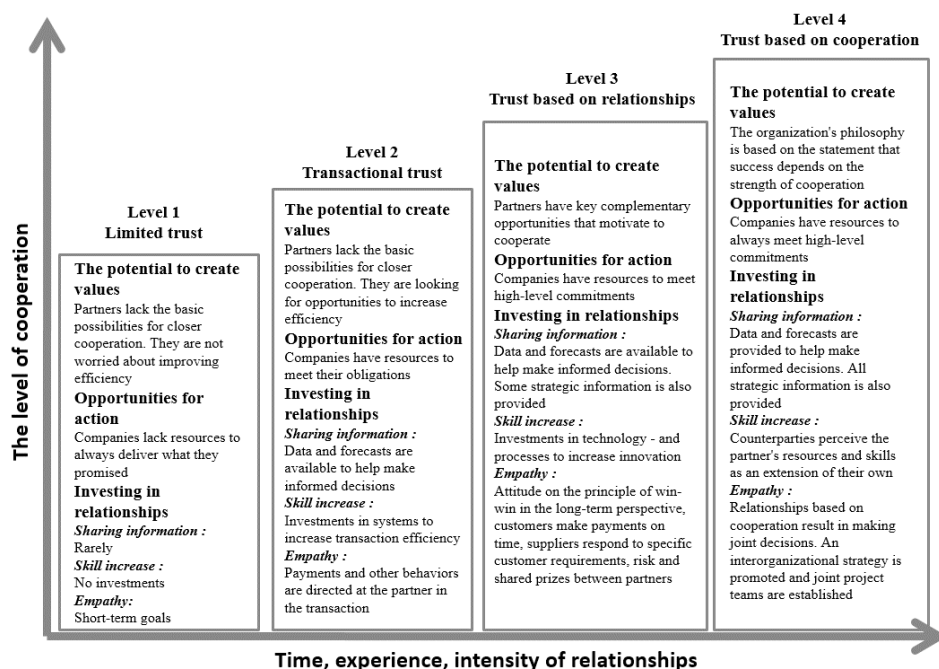 The level of cooperation
Level 1
Limited trust
The potential to create
values
Partners lack the basic
possibilities for closer
cooperation. They are not
worried about improving
efficiency
Opportunities for
action
Companies lack resources to
always deliver what they
promised
Investing in
relationships
Sharing information :
Rarely
Skill increase :
No investments
Empathy:
Short-term goals
Level 2
Transactional trust
The potential to create
values
Partners lack the basic
possibilities for closer
cooperation. They are looking
for opportunities to increase
efficiency
Opportunities for action
Companies have resources to
meet their obligations
Investing in
relationships
Sharing information :
Data and forecasts are
available to help make
informed decisions
Skill increase :
Investments in systems to
increase transaction efficiency
Empathy :
Payments and other behaviors
are directed at the partner in
the transaction
Level 3
Trust based on relationships
The potential to create
values
Partners have key complementary
opportunities that motivate to
cooperate
Opportunities for action
Companies have resources to meet
high-level commitments
Investing in relationships
Sharing information :
Data and forecasts are available to
help make informed decisions.
Some strategic information is also
provided
Skill increase :
Investments in technology - and
processes to increase innovation
Empathy :
Attitude on the principle of win-
win in the long-term perspective,
customers make payments on
time, suppliers respond to specific
customer requirements, risk and
shared prizes between partners
Level 4
Trust based on cooperation
The potential to create
values
The organization's philosophy
is based on the statement that
success depends on the
strength of cooperation
Opportunities for action
Companies have resources to
always meet high-level
commitments
Investing in
relationships
Sharing information :
Data and forecasts are
provided to help make
informed decisions. All
strategic information is also
provided
Skill increase :
Counterparties perceive the
partner's resources and skills
as an extension of their own
Empathy :
Relationships based on
cooperation result in making
joint decisions. An
interorganizational strategy is
promoted and joint project
teams are established
Time, experience, intensity of relationships